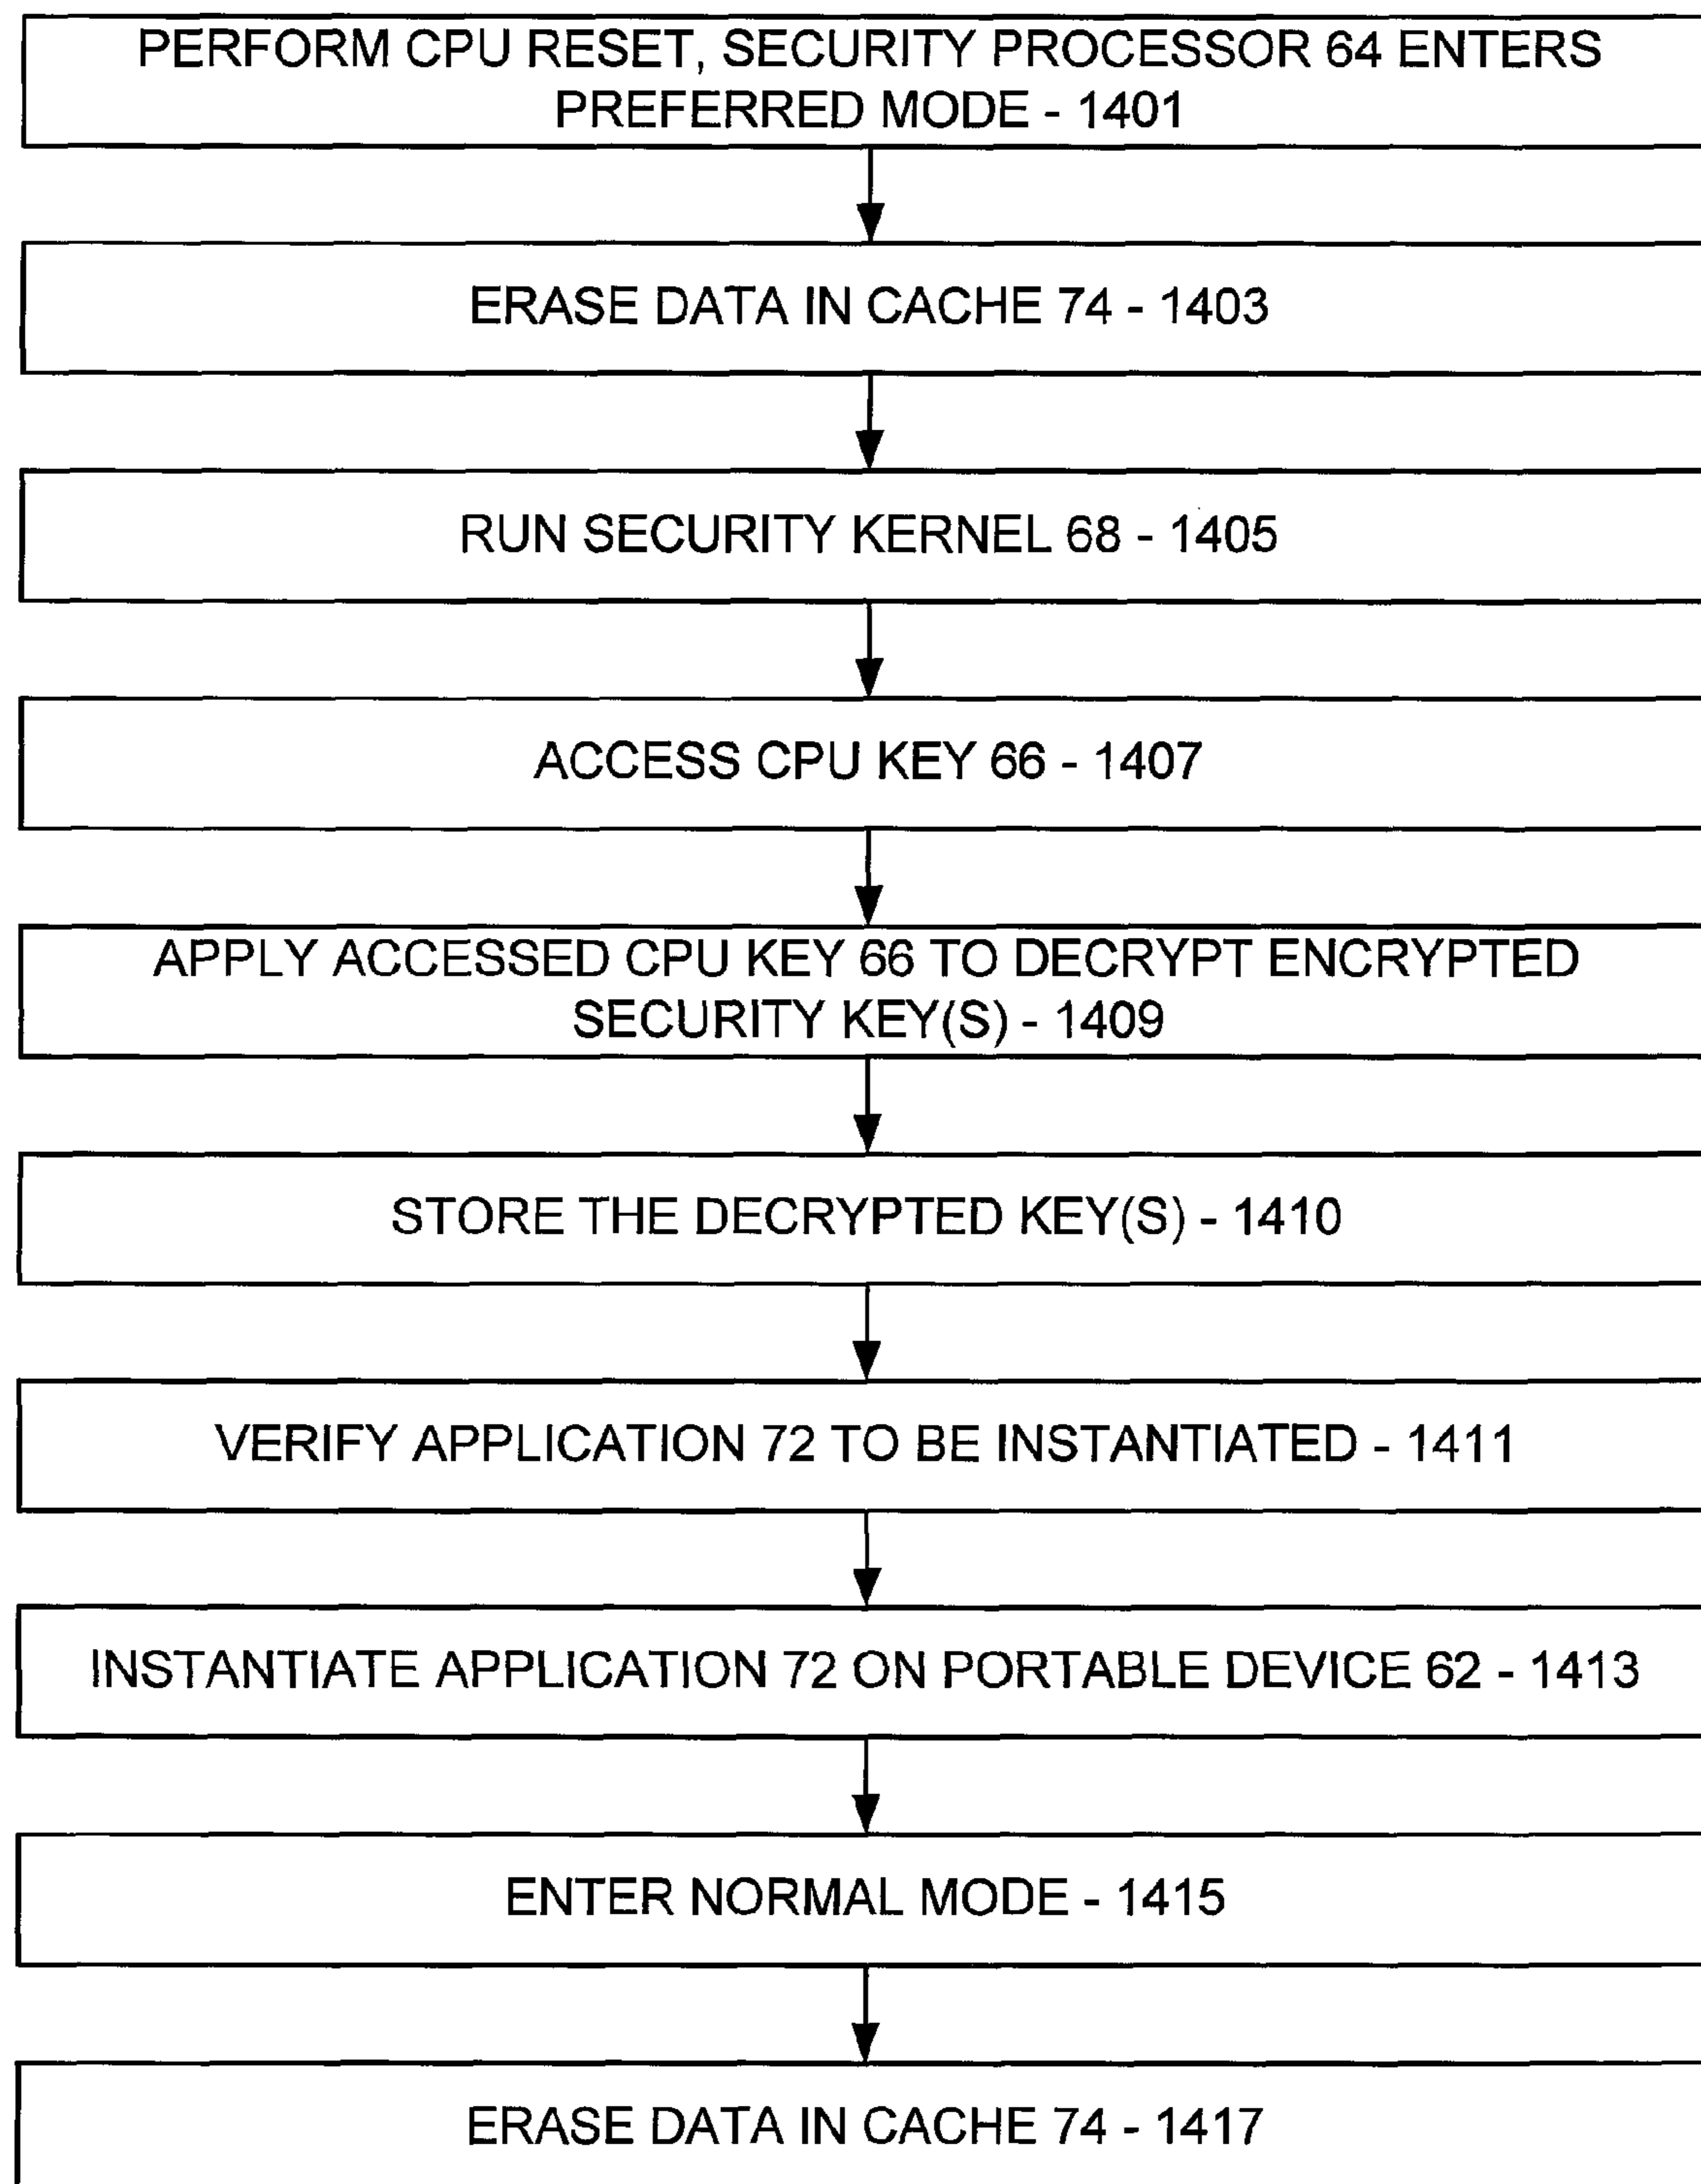 PERFORM CPU RESET, SECURITY PROCESSOR 64 ENTERS
PREFERRED MODE - 1401
ERASE DATA IN CACHE 74 - 1403
RUN SECURITY KERNEL 68 - 1405
ACCESS CPU KEY 66 - 1407
APPLY ACCESSED CPU KEY 66 TO DECRYPT ENCRYPTED
SECURITY KEY(S) - 1409
STORE THE DECRYPTED KEY(S) - 1410
VERIFY APPLICATION 72 TO BE INSTANTIATED - 1411
INSTANTIATE APPLICATION 72 ON PORTABLE DEVICE 62 - 1413
ENTER NORMAL MODE - 1415
ERASE DATA IN CACHE 74 - 1417